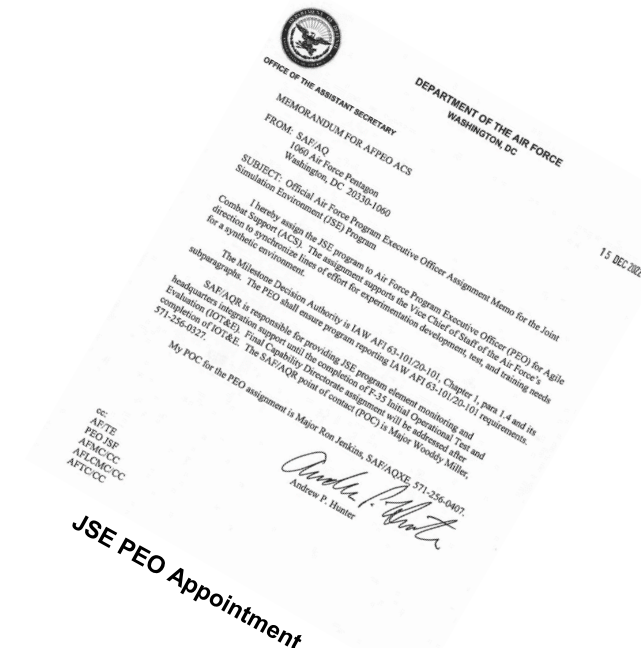 DEPARTMENT OF THE AIR FORCE
WASHINGTON, DC
OFFICE OF THE ASSISTANT SECRETARY
15 DEC
MEMORANDUM FOR AFPEO ACS
FROM: SAF/AQ
1060 Air Force Pentagon
Washington, DC 20330-1060
SUBJECT: Official Air Force Program Executive Officer Assignment Memo for the Joint
Simulation Environment (JSE) Program
I hereby assign the JSE program to Air Force Program Executive Officer (PEO) for Agile
Combat Support (ACS). The assignment supports the Vice Chief of Staff of the Air Force's
direction to synchronize lines of effort for experimentation development, test, and training needs
for a synthetic environment.
The Milestone Decision Authority is IAW AFI 63-101/20-101, Chapter 1, para 1.4 and its
subparagraphs. The PEO shall ensure program reporting IAW AFI 63-101/20-101 requirements.
SAF/AQR is responsible for providing JSE program element monitoring and
headquarters integration support until the completion of F-35 Initial Operational Test and
Evaluation (IOT&E). Final Capability Directorate assignment will be addressed after
completion of IOT&E. The SAF/AQR point of contact (POC) is Major Wooddy Miller,
571-256-0327.
My POC for the PEO assignment is Major Ron Jenkins, SAF/AQXE, 571-256-0407.
Andrew P. Hunter
Andrew P. Hunter
cc:
AF/TE
PEO JSF
AFMC/CC
AFLCMC/CC
AFTC/CC
JSE PEO Appointment